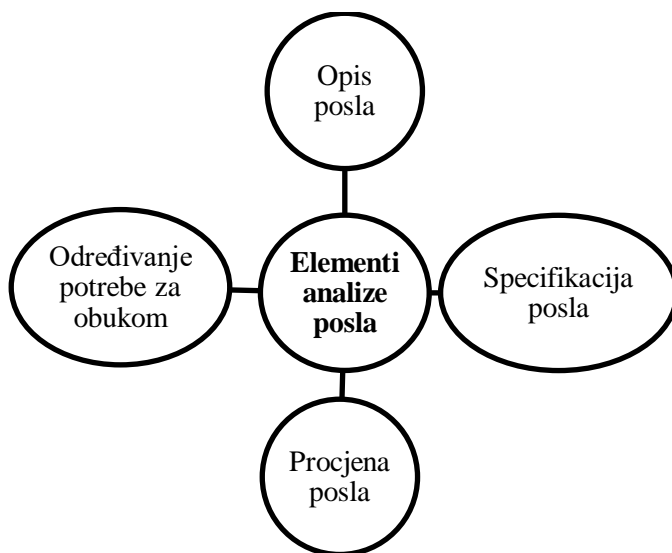 Opis
posla
Određivanje
potrebe za
obukom
Elementi
analize
posla
Specifikacija
posla
Procjena
posla